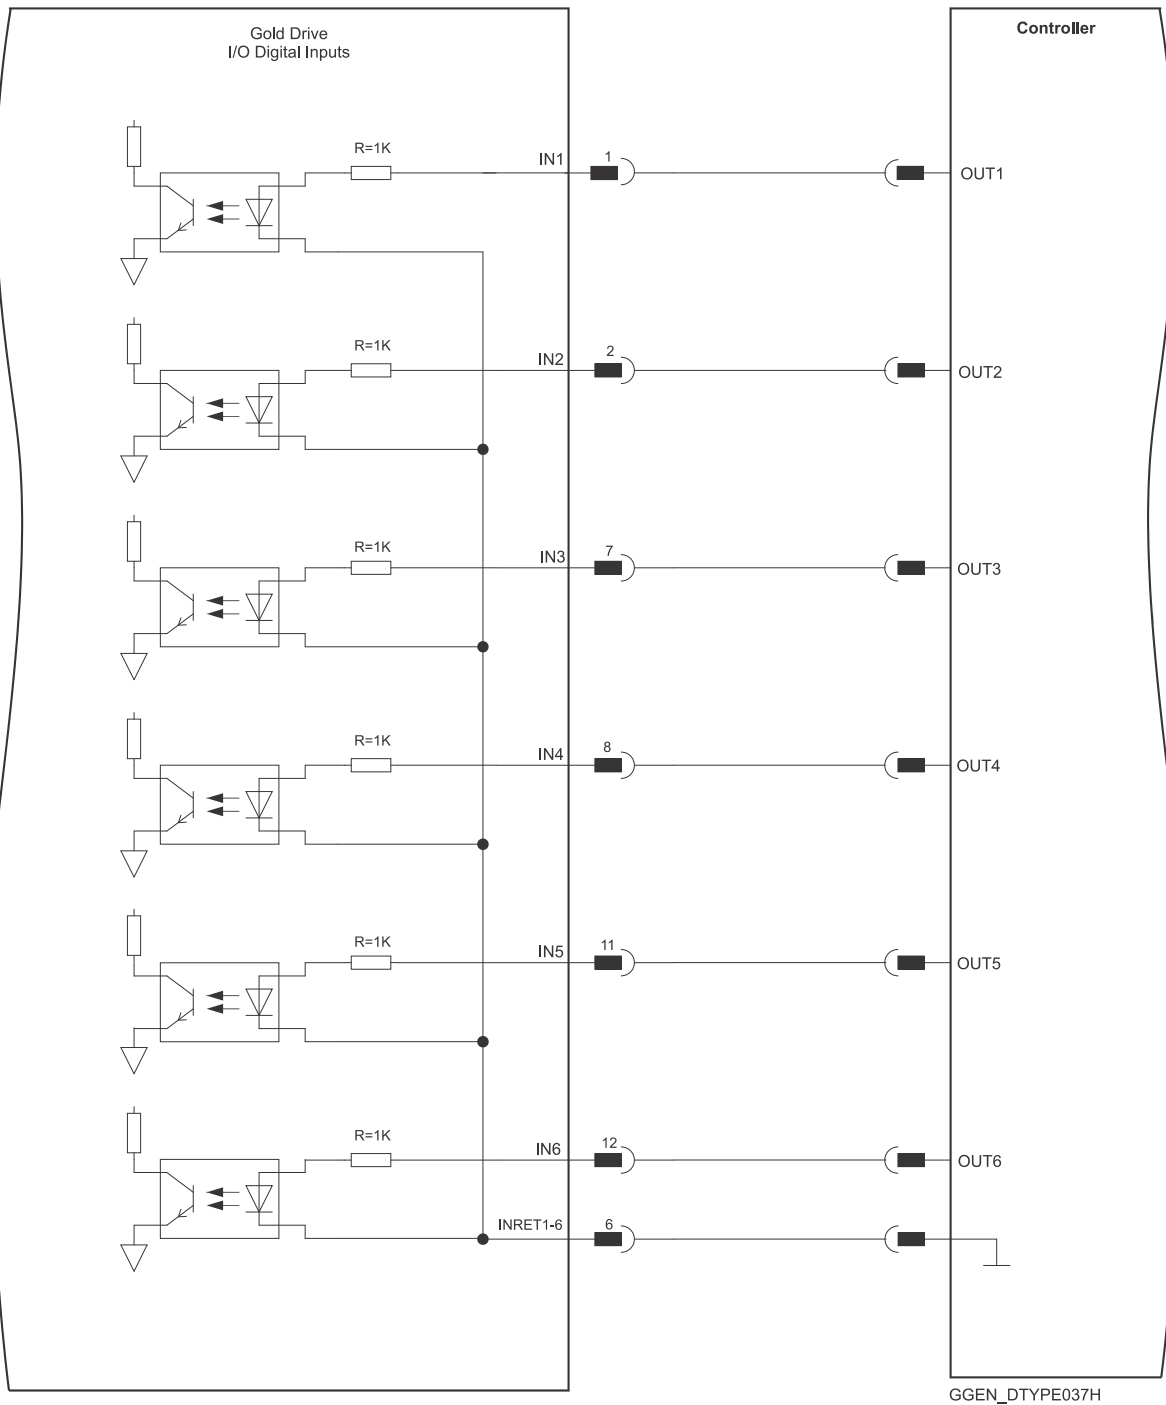 Gold Drive
I/O Digital Inputs
Controller
R=1K
IN1
1
OUT1
R=1K
IN2
2
OUT2
R=1K
IN3
7
OUT3
R=1K
IN4
8
OUT4
R=1K
IN5
11
OUT5
R=1K
IN6
12
OUT6
INRET1-6
6
GGEN_DTYPE037H